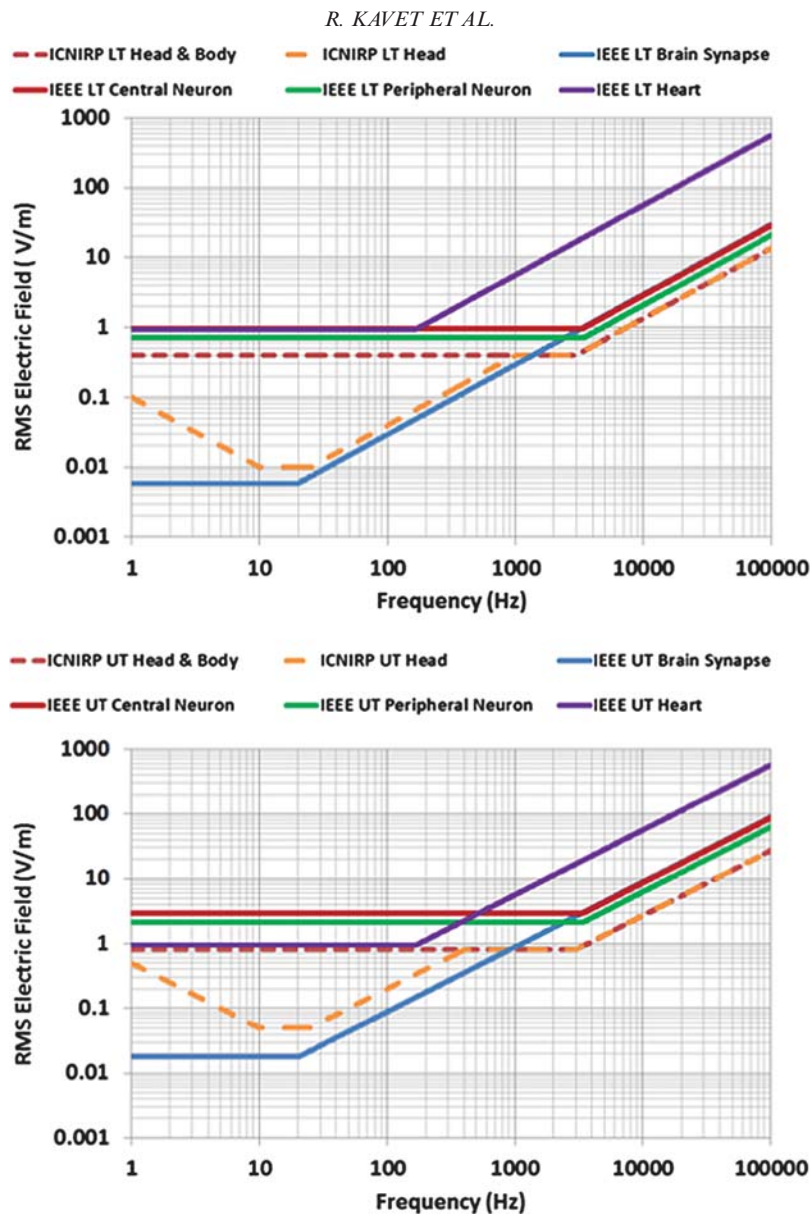 R. KAVET ET AL.
ICNIRP LT Head & Body ICNIRP LT Head IEEE LT Brain Synapse
IEEE LT Central Neuron IEEE LT Peripheral Neuron IEEE LT Heart
1000
100
10
1
0.1
0.01
0.001
RMS Electric Field ( V/m)
1 10 100 1000 10000 100000
Frequency (Hz)
ICNIRP UT Head & Body ICNIRP UT Head IEEE UT Brain Synapse
IEEE UT Central Neuron IEEE UT Peripheral Neuron IEEE UT Heart
1000
100
10
1
0.1
0.01
0.001
RMS Electric Field (V/m)
1 10 100 1000 10000 100000
Frequency (Hz)